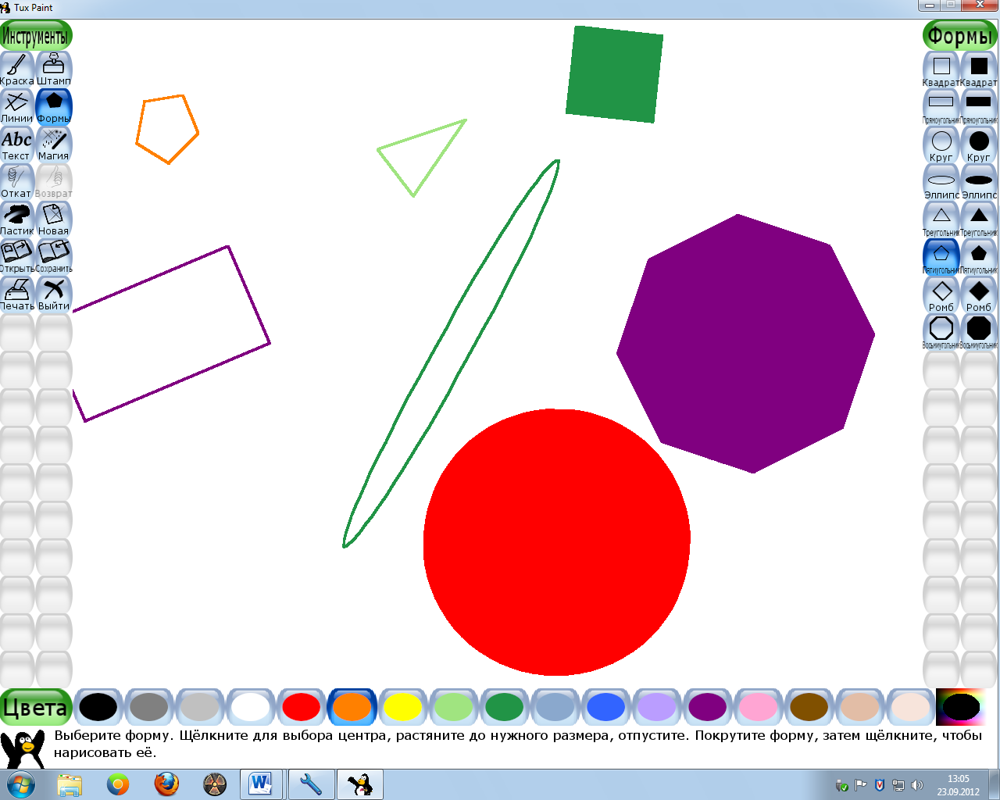 Tux Paint
Инструменты
Формы
Краска Штамп
Линии Формы
Abc
Текст Магия
Откат Возврат
Ластик Новая
Открыть Сохранить
Печать Выйти
Квадрат Квадрат
Прямоугольник Прямоугольник
Круг Круг
Эллипс Эллипс
Треугольник Треугольник
Пятиугольник Пятиугольник
Ромб Ромб
Восьмиугольник Восьмиугольник
Цвета
Выберите форму. Щёлкните для выбора центра, растяните до нужного размера, отпустите. Покрутите форму, затем щёлкните, чтобы
нарисовать её.
13:05
23.09.2012